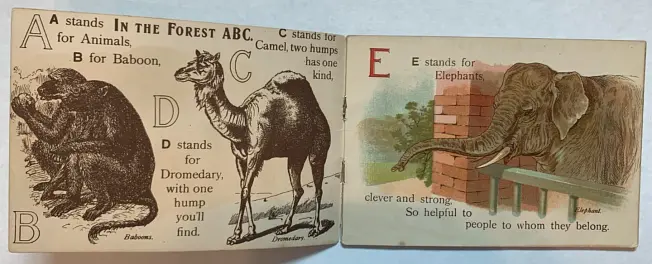 IN THE FOREST ABC.
A
A stands
for Animals,
B for Baboon,
C stands for
Camel, two humps
has one
kind,
C
D
D stands
for
Dromedary,
with one
hump
you'll
find.
B
Baboons.
Dromedary.
E
E stands for
Elephants,
clever and strong,
So helpful to
people to whom they belong.
Elephant.